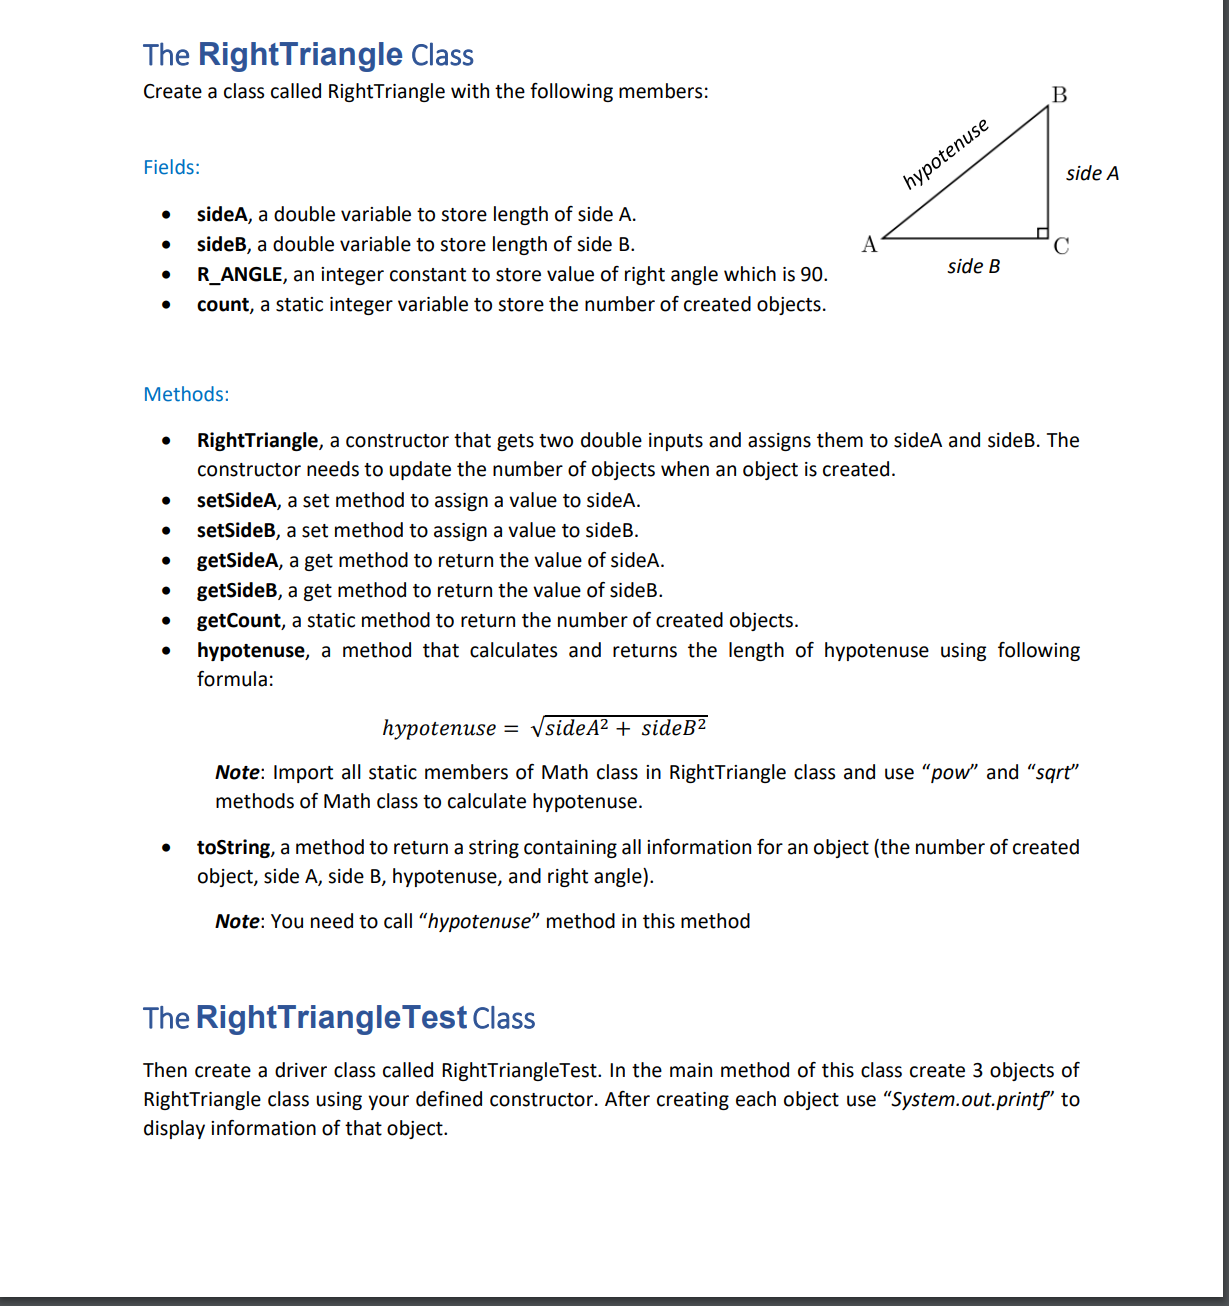 The RightTriangle Class
Create a class called RightTriangle with the following members:
B
hypotenuse
side A
A
C
side B
Fields:
• sideA, a double variable to store length of side A.
• sideB, a double variable to store length of side B.
• R_ANGLE, an integer constant to store value of right angle which is 90.
• count, a static integer variable to store the number of created objects.
Methods:
• RightTriangle, a constructor that gets two double inputs and assigns them to sideA and sideB. The
constructor needs to update the number of objects when an object is created.
• setSideA, a set method to assign a value to sideA.
• setSideB, a set method to assign a value to sideB.
• getSideA, a get method to return the value of sideA.
• getSideB, a get method to return the value of sideB.
• getCount, a static method to return the number of created objects.
• hypotenuse, a method that calculates and returns the length of hypotenuse using following
formula:
hypotenuse = √sideA² + sideB²
Note: Import all static members of Math class in RightTriangle class and use “pow” and “sqrt”
methods of Math class to calculate hypotenuse.
• toString, a method to return a string containing all information for an object (the number of created
object, side A, side B, hypotenuse, and right angle).
Note: You need to call “hypotenuse” method in this method
The RightTriangleTest Class
Then create a driver class called RightTriangleTest. In the main method of this class create 3 objects of
RightTriangle class using your defined constructor. After creating each object use “System.out.printf” to
display information of that object.